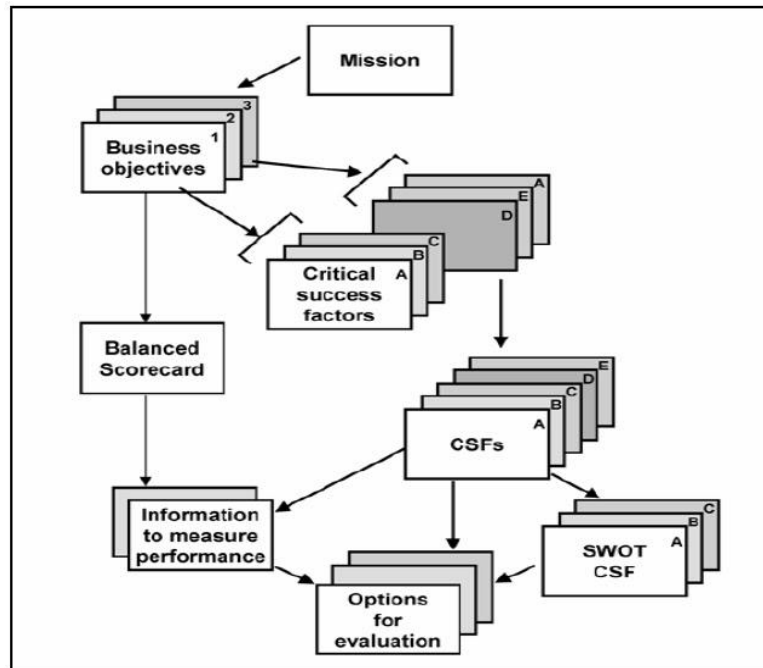 Mission
3
2
1
Business
objectives
A
E
D
C
B
A
Critical
success
factors
Balanced
Scorecard
E
D
C
B
A
CSFs
Information
to measure
performance
C
B
A
SWOT
CSF
Options
for
evaluation